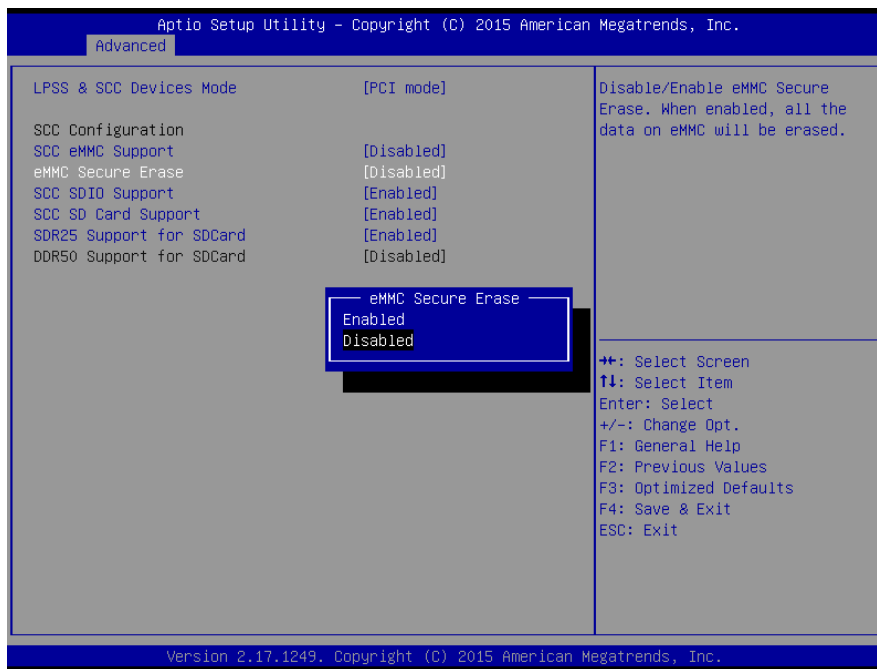 Aptio Setup Utility – Copyright (C) 2015 American Megatrends, Inc.
Advanced
LPSS & SCC Devices Mode [PCI mode]
SCC Configuration
SCC eMMC Support [Disabled]
eMMC Secure Erase [Disabled]
SCC SDIO Support [Enabled]
SCC SD Card Support [Enabled]
SDR25 Support for SDCard [Enabled]
DDR50 Support for SDCard [Disabled]
eMMC Secure Erase
Enabled
Disabled
Disable/Enable eMMC Secure
Erase. When enabled, all the
data on eMMC will be erased.
→←: Select Screen
↑↓: Select Item
Enter: Select
+/-: Change Opt.
F1: General Help
F2: Previous Values
F3: Optimized Defaults
F4: Save & Exit
ESC: Exit
Version 2.17.1249. Copyright (C) 2015 American Megatrends, Inc.